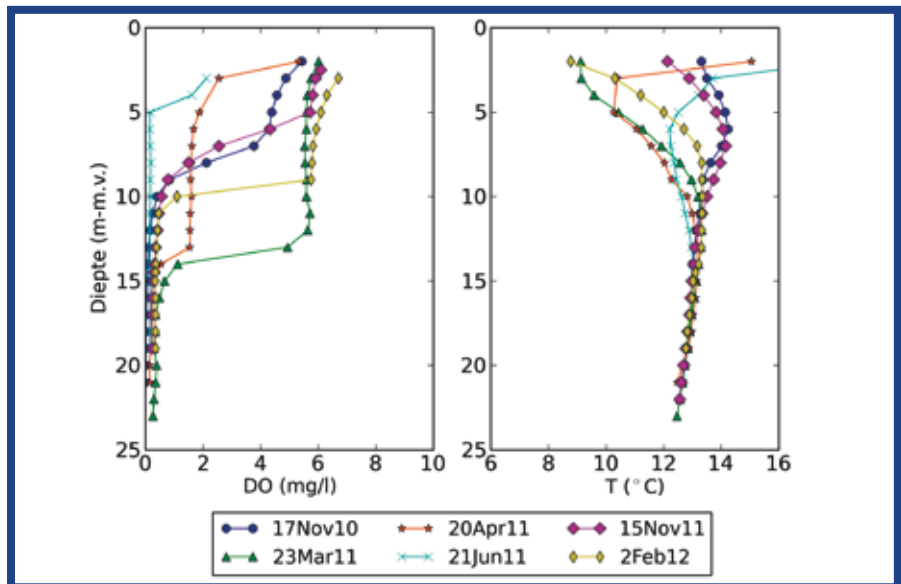 0
5
10
15
20
25
Diepte (m-m.v.)
0 2 4 6 8 10
DO (mg/l)
0
5
10
15
20
25
6 8 10 12 14 16
T (°C)
17Nov10 20Apr11 15Nov11
23Mar11 21Jun11 2Feb12